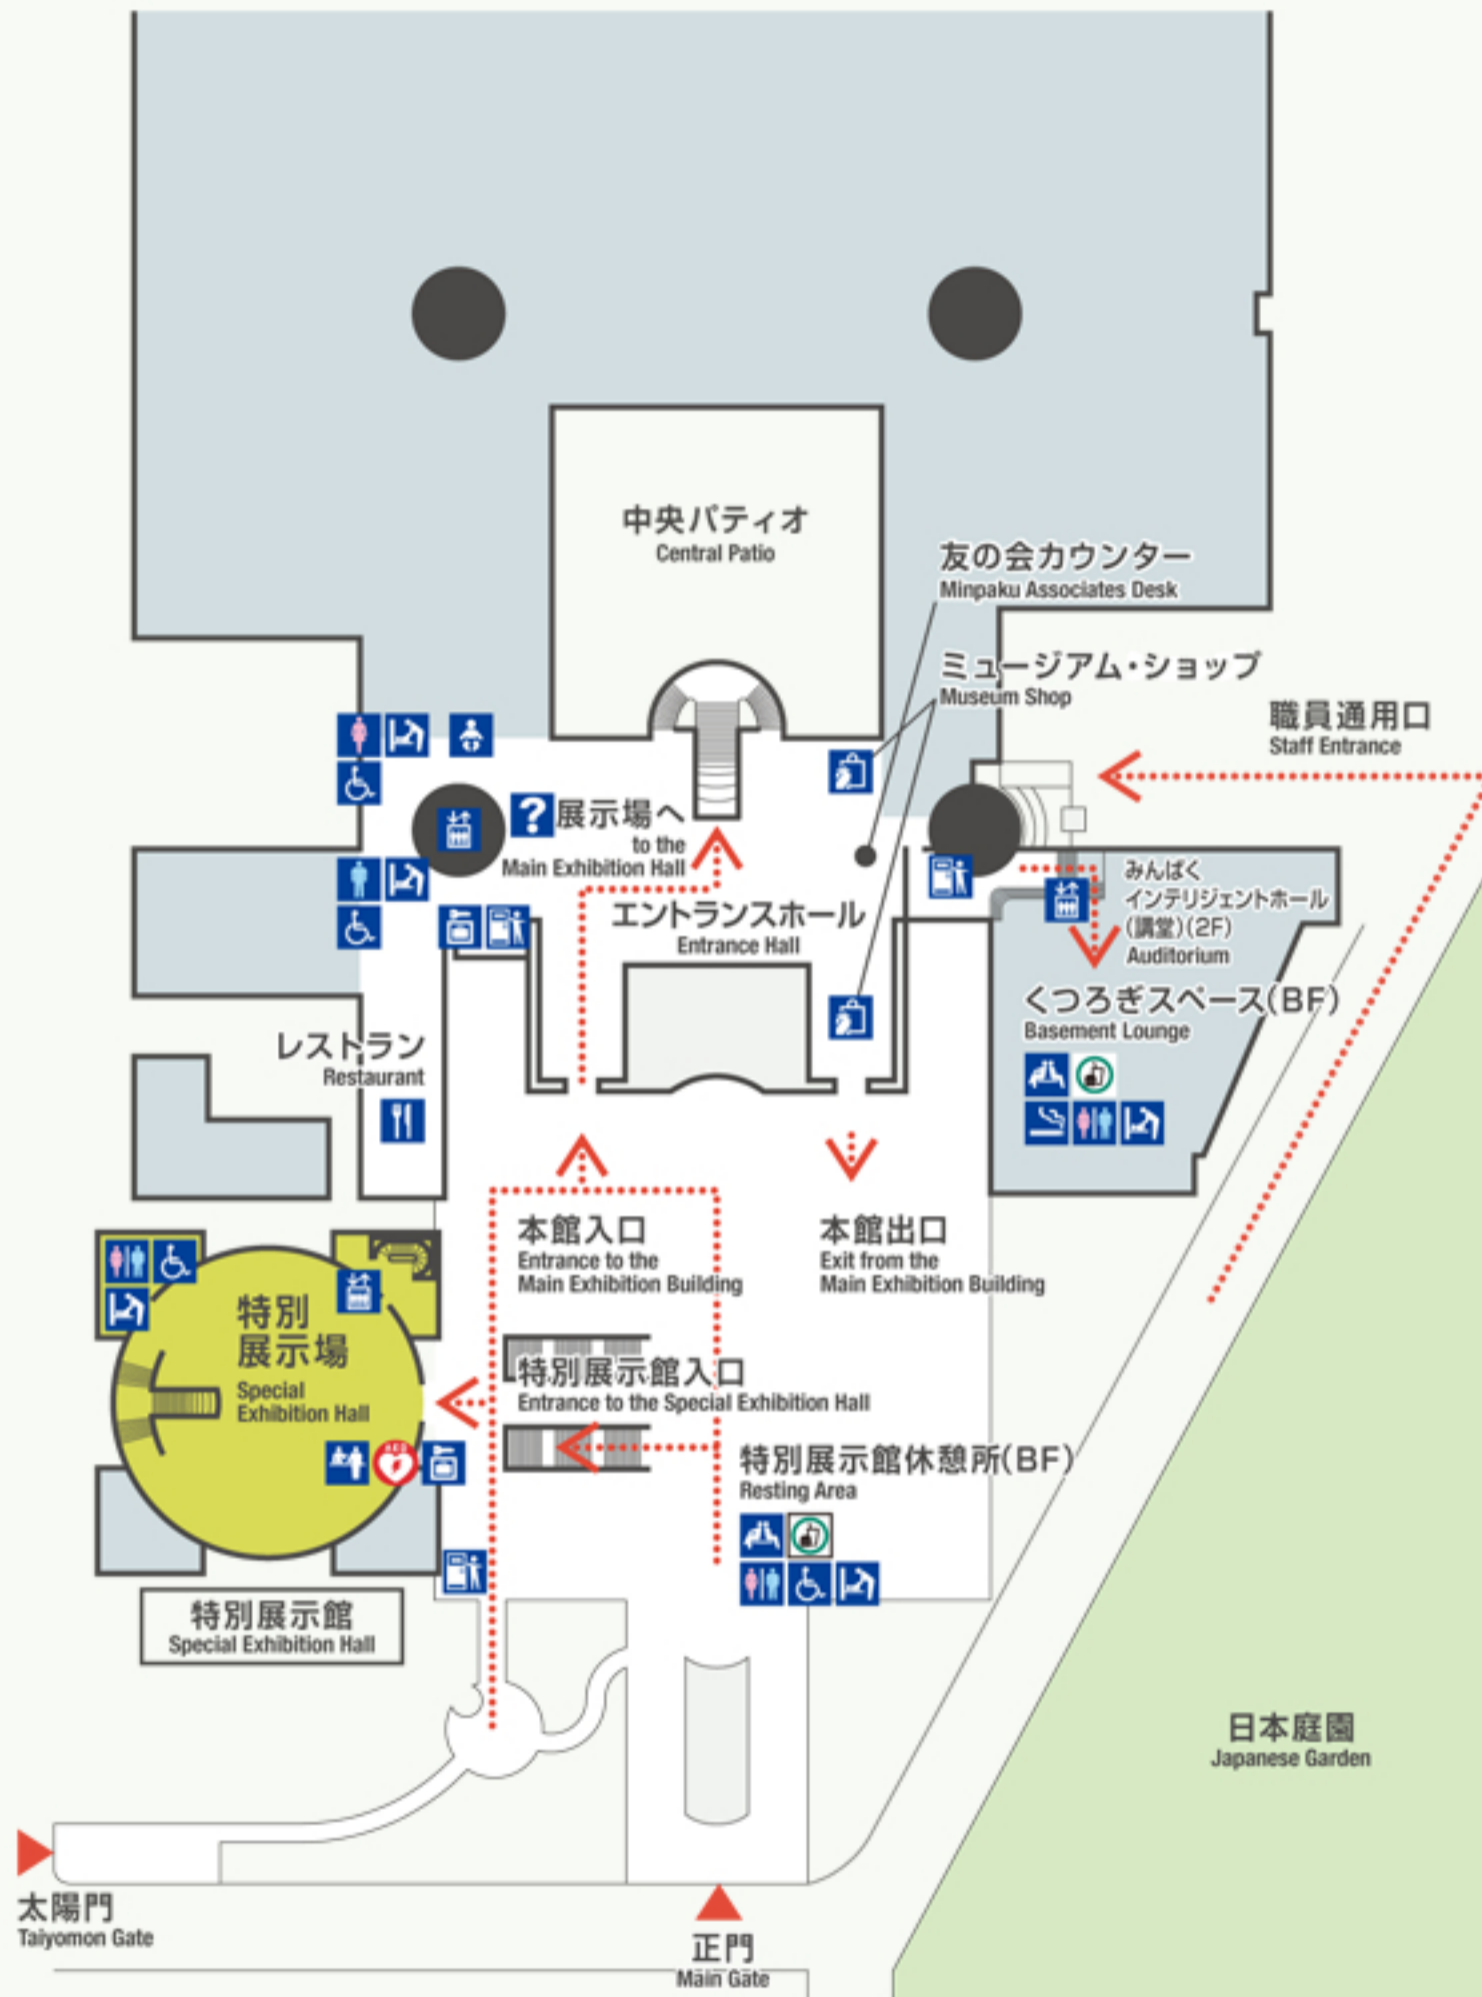 中央パティオ
Central Patio
友の会カウンター
Minpaku Associates Desk
ミュージアム・ショップ
Museum Shop
職員通用口
Staff Entrance
?
展示場へ
to the
Main Exhibition Hall
エントランスホール
Entrance Hall
みんぱく
インテリジェントホール
(講堂)(2F)
Auditorium
くつろぎスペース(BF)
Basement Lounge
レストラン
Restaurant
本館入口
Entrance to the
Main Exhibition Building
本館出口
Exit from the
Main Exhibition Building
特別
展示場
Special
Exhibition Hall
特別展示館入口
Entrance to the Special Exhibition Hall
AED
特別展示館休憩所(BF)
Resting Area
特別展示館
Special Exhibition Hall
日本庭園
Japanese Garden
太陽門
Taiyomon Gate
正門
Main Gate